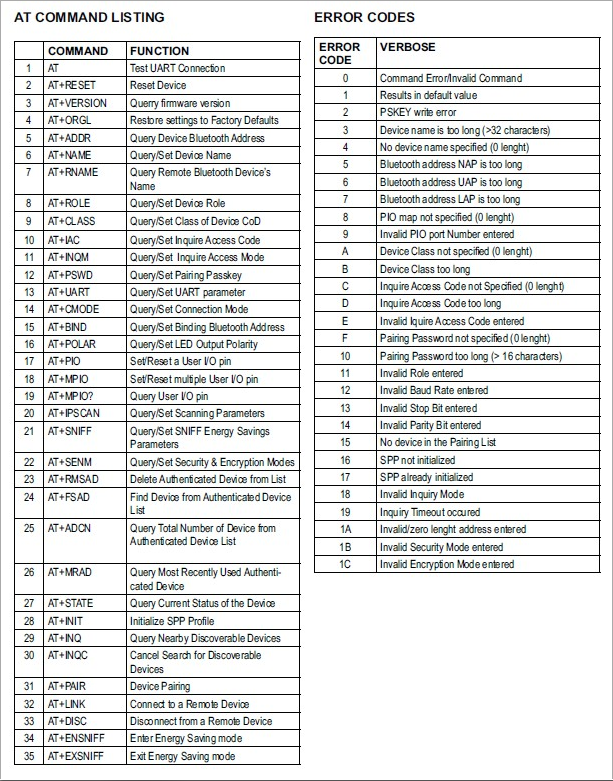 AT COMMAND LISTING
COMMAND FUNCTION
1 AT Test UART Connection
2 AT+RESET Reset Device
3 AT+VERSION Querry firmware version
4 AT+ORGL Restore settings to Factory Defaults
5 AT+ADDR Query Device Bluetooth Address
6 AT+NAME Query/Set Device Name
7 AT+RNAME Query Remote Bluetooth Device's
Name
8 AT+ROLE Query/Set Device Role
9 AT+CLASS Query/Set Class of Device CoD
10 AT+IAC Query/Set Inquire Access Code
11 AT+INQM Query/Set Inquire Access Mode
12 AT+PSWD Query/Set Pairing Passkey
13 AT+UART Query/Set UART parameter
14 AT+CMODE Query/Set Connection Mode
15 AT+BIND Query/Set Binding Bluetooth Address
16 AT+POLAR Query/Set LED Output Polarity
17 AT+PIO Set/Reset a User I/O pin
18 AT+MPIO Set/Reset multiple User I/O pin
19 AT+MPIO? Query User I/O pin
20 AT+IPSCAN Query/Set Scanning Parameters
21 AT+SNIFF Query/Set SNIFF Energy Savings
Parameters
22 AT+SENM Query/Set Security & Encryption Modes
23 AT+RMSAD Delete Authenticated Device from List
24 AT+FSAD Find Device from Authenticated Device
List
25 AT+ADCN Query Total Number of Device from
Authenticated Device List
26 AT+MRAD Query Most Recently Used Authenti-
cated Device
27 AT+STATE Query Current Status of the Device
28 AT+INIT Initialize SPP Profile
29 AT+INQ Query Nearby Discoverable Devices
30 AT+INQC Cancel Search for Discoverable
Devices
31 AT+PAIR Device Pairing
32 AT+LINK Connect to a Remote Device
33 AT+DISC Disconnect from a Remote Device
34 AT+ENSNIFF Enter Energy Saving mode
35 AT+EXSNIFF Exit Energy Saving mode
ERROR CODES
ERROR VERBOSE
CODE
0 Command Error/Invalid Command
1 Results in default value
2 PSKEY write error
3 Device name is too long (>32 characters)
4 No device name specified (0 lenght)
5 Bluetooth address NAP is too long
6 Bluetooth address UAP is too long
7 Bluetooth address LAP is too long
8 PIO map not specified (0 lenght)
9 Invalid PIO port Number entered
A Device Class not specified (0 lenght)
B Device Class too long
C Inquire Access Code not Specified (0 lenght)
D Inquire Access Code too long
E Invalid Iquire Access Code entered
F Pairing Password not specified (0 lenght)
10 Pairing Password too long (> 16 characters)
11 Invalid Role entered
12 Invalid Baud Rate entered
13 Invalid Stop Bit entered
14 Invalid Parity Bit entered
15 No device in the Pairing List
16 SPP not initialized
17 SPP already initialized
18 Invalid Inquiry Mode
19 Inquiry Timeout occured
1A Invalid/zero lenght address entered
1B Invalid Security Mode entered
1C Invalid Encryption Mode entered